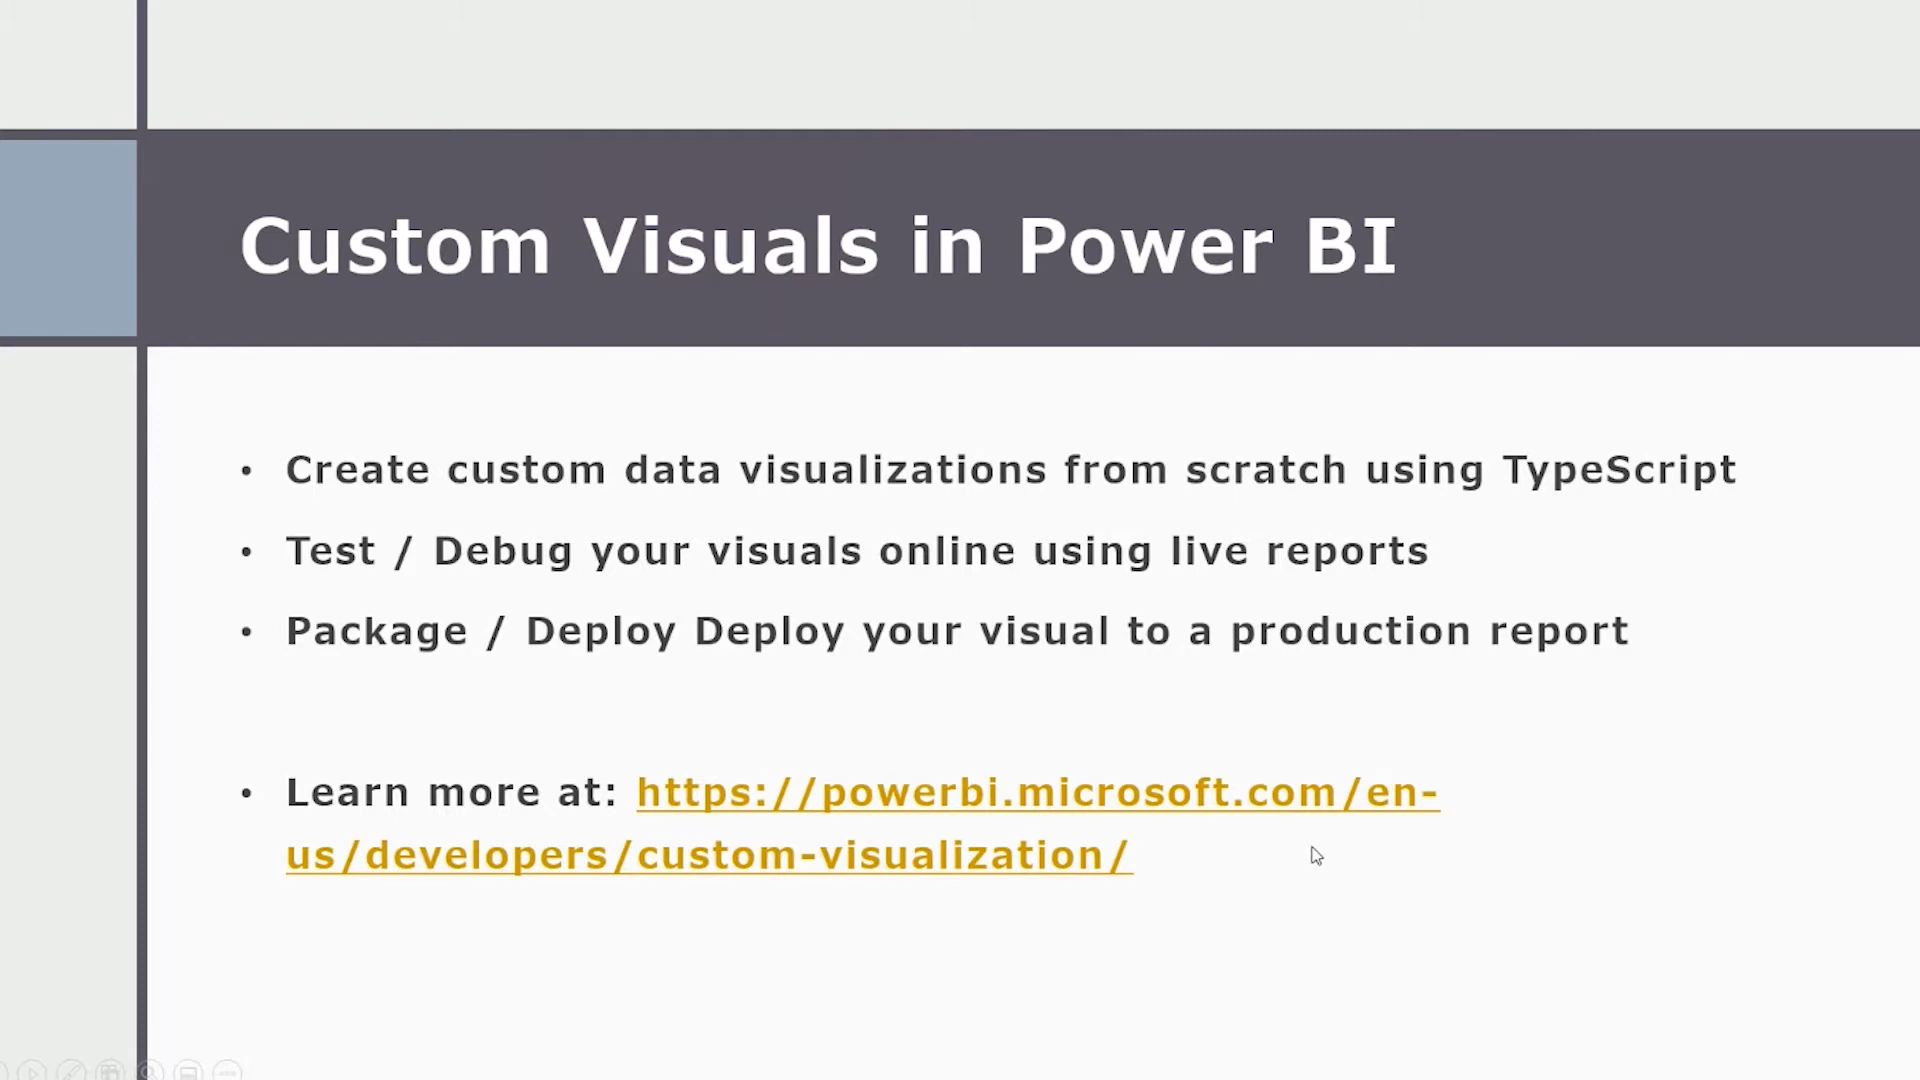 Custom Visuals in Power BI
• Create custom data visualizations from scratch using TypeScript
• Test / Debug your visuals online using live reports
• Package / Deploy Deploy your visual to a production report
• Learn more at: https://powerbi.microsoft.com/en-
us/developers/custom-visualization/